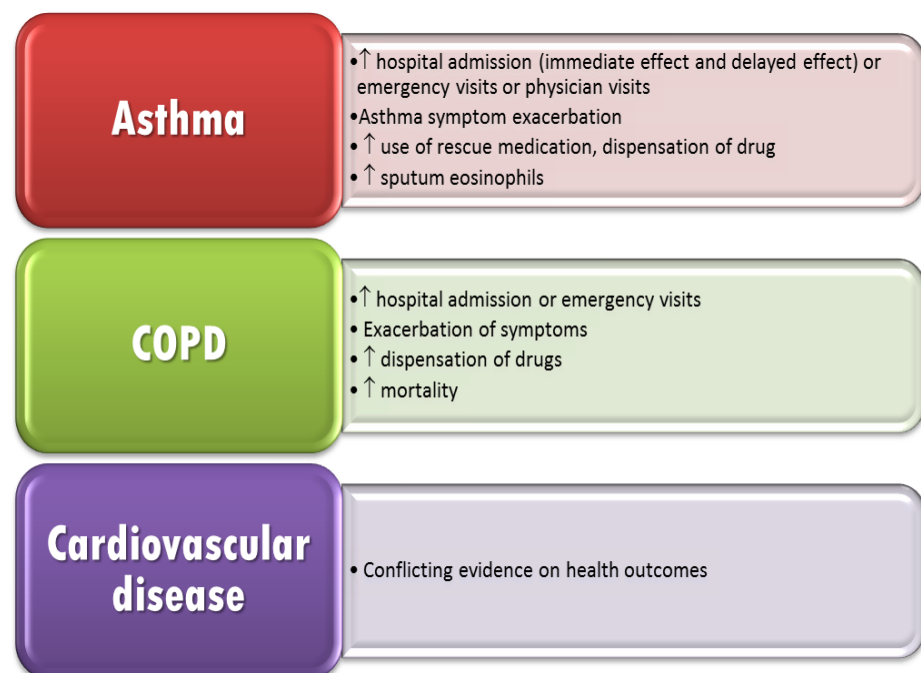 Asthma
•↑ hospital admission (immediate effect and delayed effect) or
emergency visits or physician visits
•Asthma symptom exacerbation
• ↑ use of rescue medication, dispensation of drug
• ↑ sputum eosinophils
COPD
•↑ hospital admission or emergency visits
• Exacerbation of symptoms
• ↑ dispensation of drugs
• ↑ mortality
Cardiovascular
disease
• Conflicting evidence on health outcomes